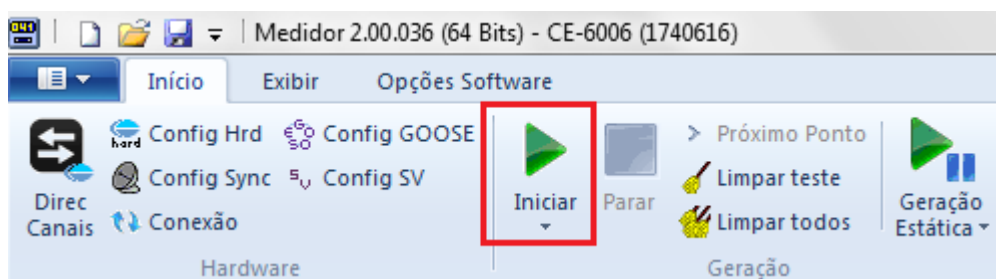 Medidor 2.00.036 (64 Bits) - CE-6006 (1740616)
Início Exibir Opções Software
Direc Canais
Config Hrd Config GOOSE
Config Sync Config SV
Conexão
Hardware
Iniciar
Parar
Próximo Ponto
Limpar teste
Limpar todos
Geração Estática
Geração